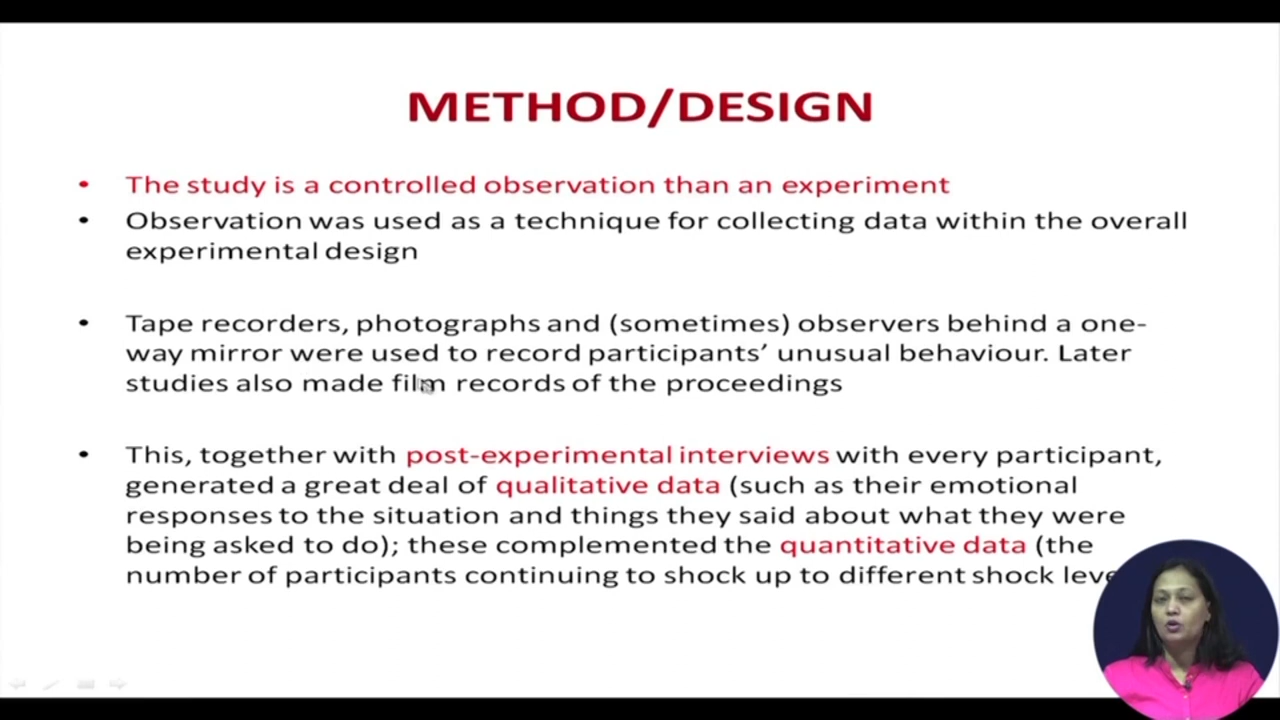 METHOD/DESIGN
• The study is a controlled observation than an experiment
• Observation was used as a technique for collecting data within the overall
experimental design
• Tape recorders, photographs and (sometimes) observers behind a one-
way mirror were used to record participants’ unusual behaviour. Later
studies also made film records of the proceedings
• This, together with post-experimental interviews with every participant,
generated a great deal of qualitative data (such as their emotional
responses to the situation and things they said about what they were
being asked to do); these complemented the quantitative data (the
number of participants continuing to shock up to different shock